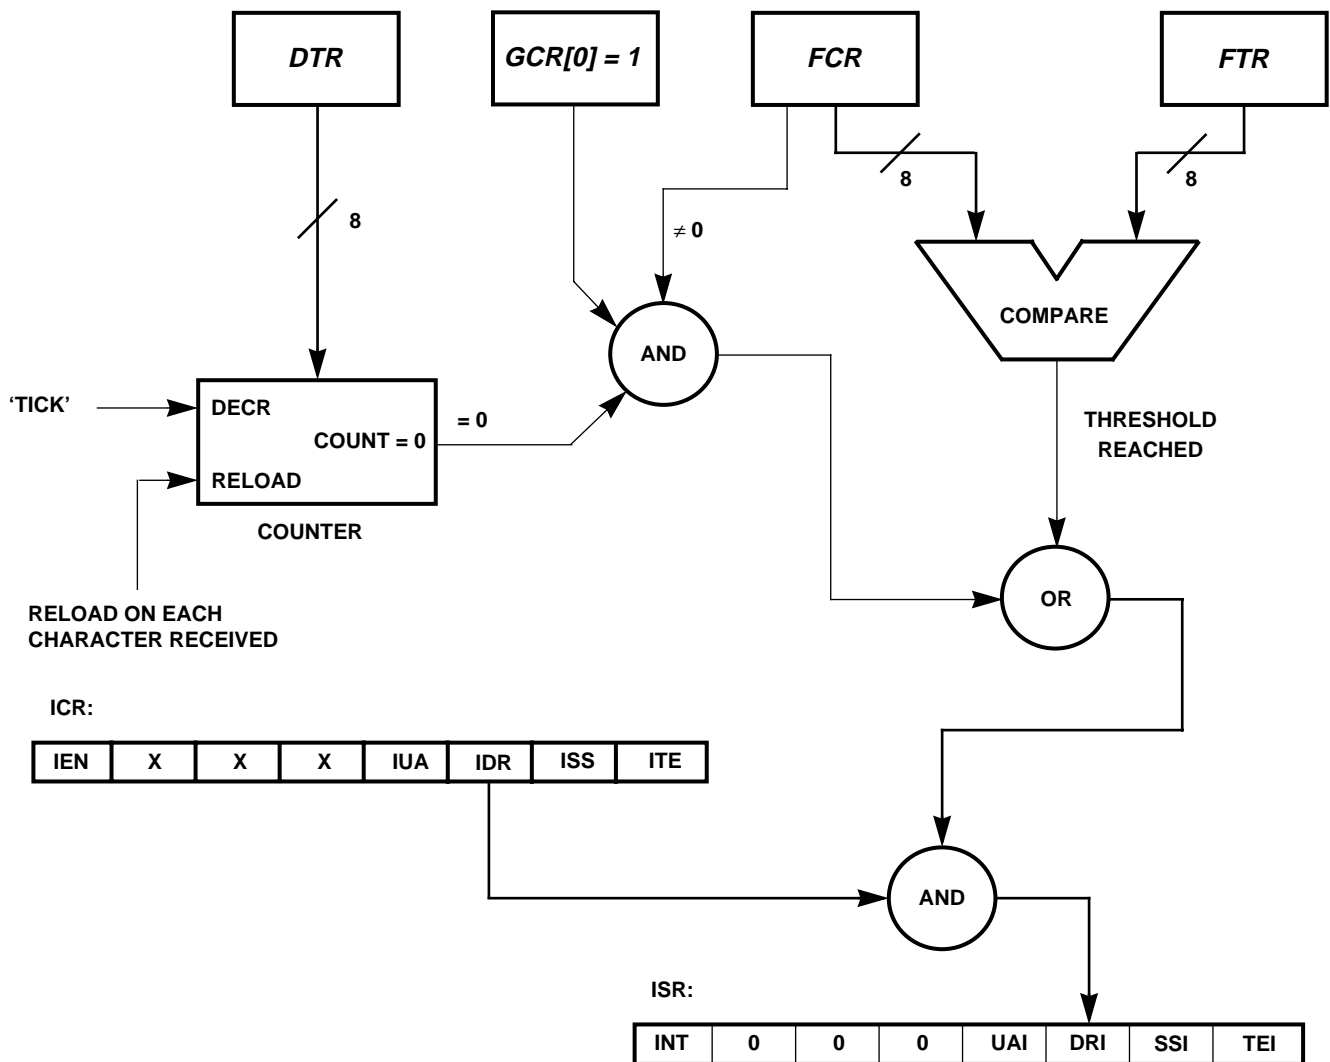 DTR
GCR[0] = 1
FCR
FTR
8
8
8
≠ 0
COMPARE
AND
'TICK'
DECR
COUNT = 0
= 0
RELOAD
COUNTER
THRESHOLD
REACHED
OR
RELOAD ON EACH
CHARACTER RECEIVED
ICR:
IEN X X X IUA IDR ISS ITE
AND
ISR:
INT 0 0 0 UAI DRI SSI TEI